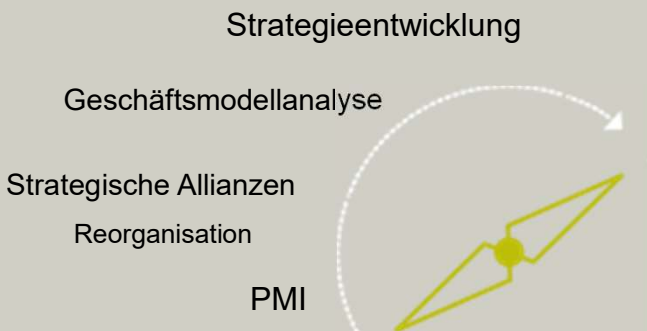 Strategieentwicklung
Geschäftsmodellanalyse
Strategische Allianzen
Reorganisation
PMI